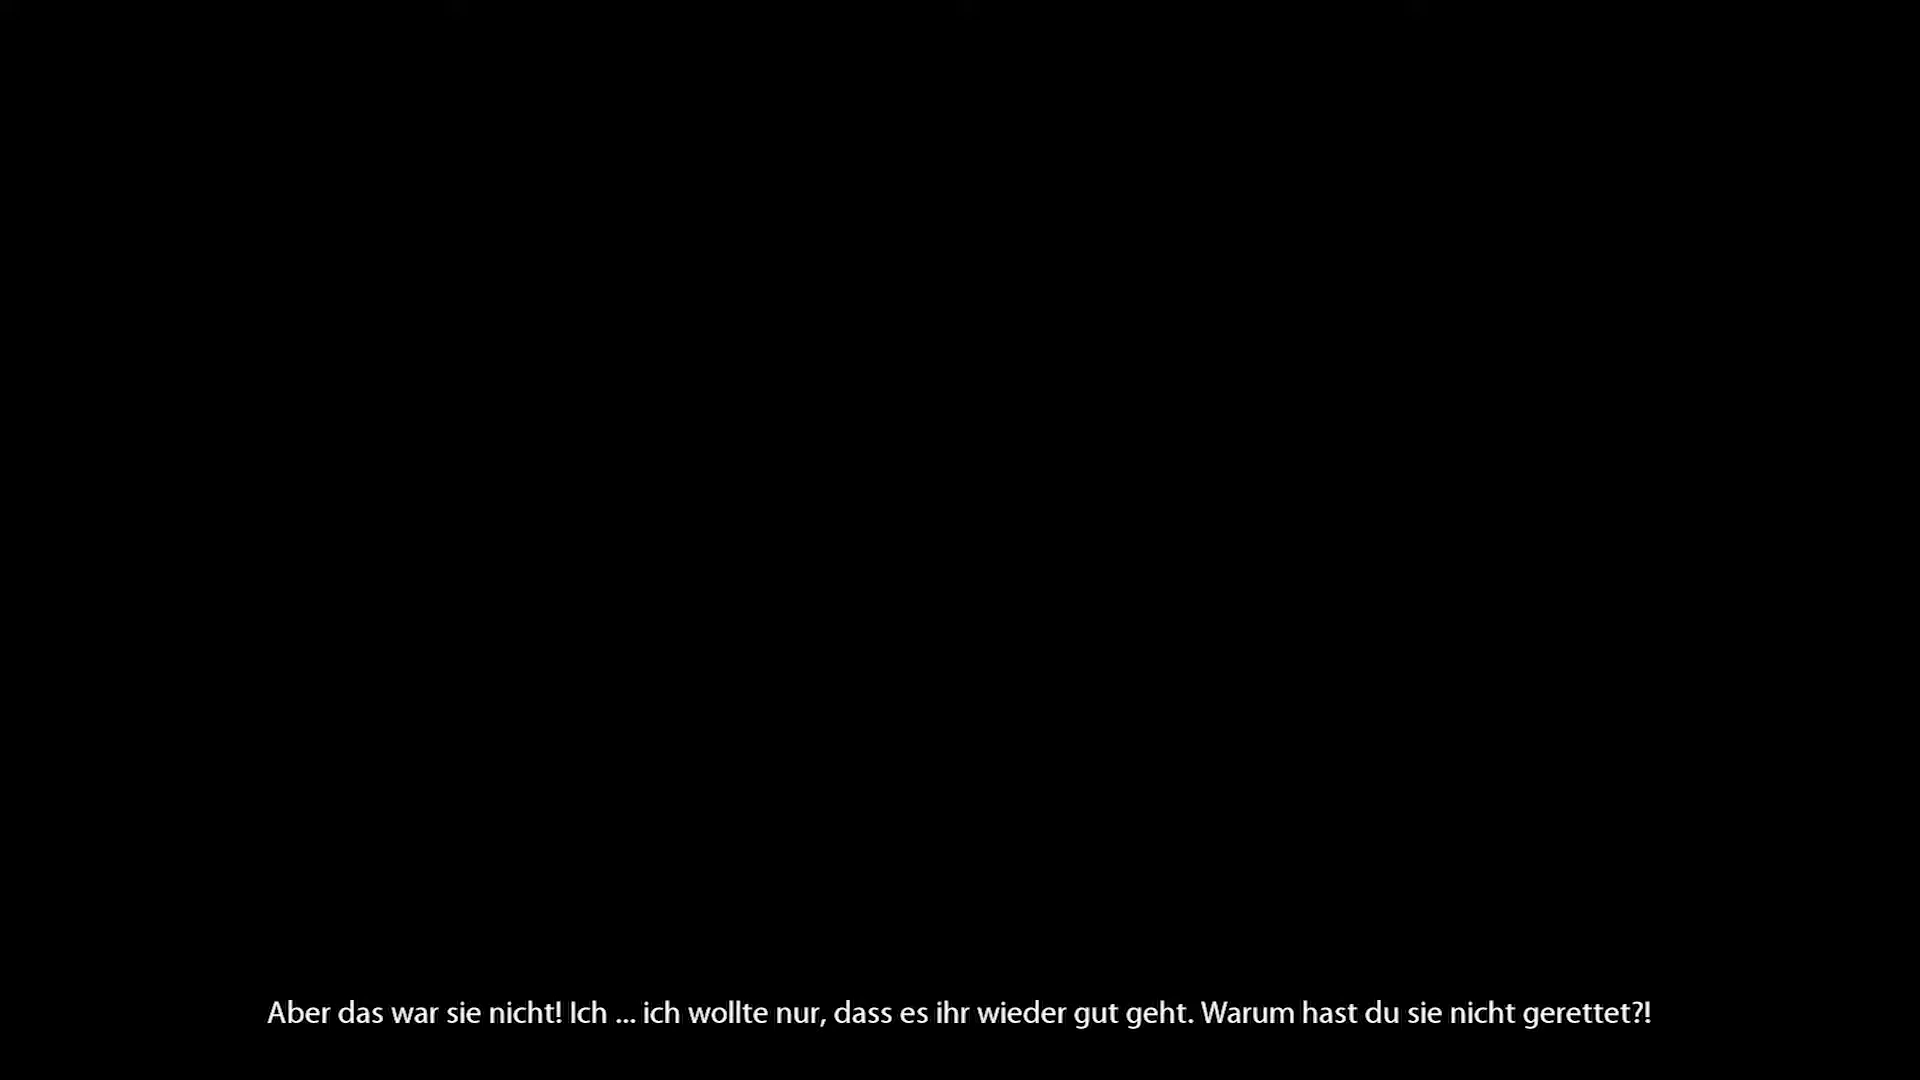 Aber das war sie nicht! Ich ... ich wollte nur, dass es ihr wieder gut geht. Warum hast du sie nicht gerettet?!